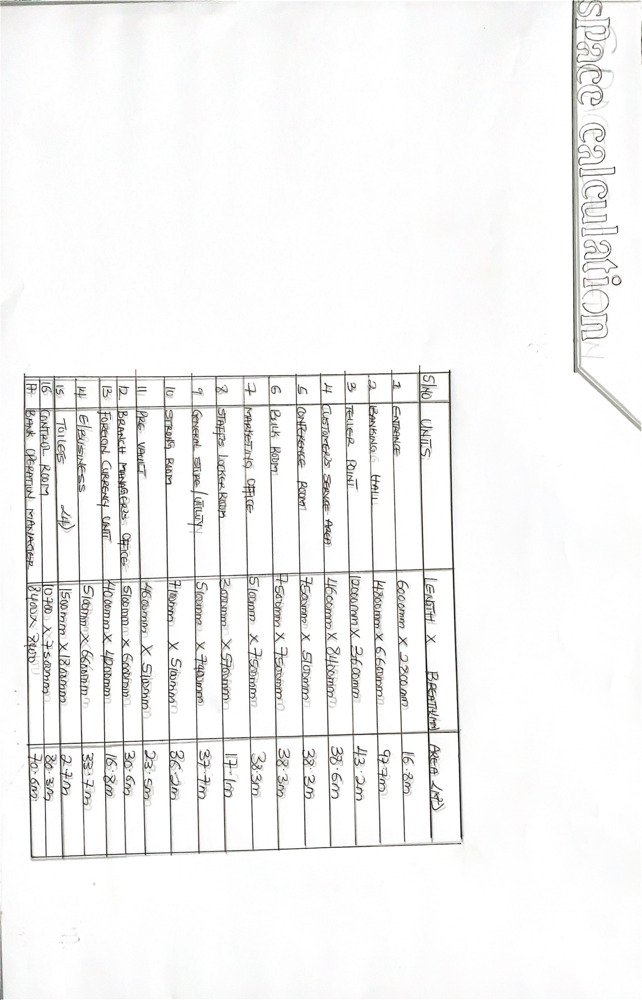 space calculation
S/NO UNITS LENGTH X BREATH(MM) AREA (M²)
1 ENTRANCE 6000mm X 2800mm 16.8m
2 BANKING HALL 14800mm X 6600mm 97.7m
3 TELLER POINT 12000mm X 3600mm 43.2m
4 CUSTOMER'S SERVICE AREA 4600mm X 8400mm 38.6m
5 CONFERENCE ROOM 7500mm X 5100mm 38.3m
6 BULK ROOM 7500mm X 7500mm 38.3m
7 MARKETING OFFICE 5100mm X 7500mm 38.3m
8 STAFFS LOCKER ROOM 3000mm X 5700mm 17.1m
9 GENERAL STORE/UTILITY 5100mm X 7400mm 37.7m
10 STRONG ROOM 7100mm X 5100mm 36.2m
11 PRE VAULT 4600mm X 5100mm 23.5m
12 BRANCH MANAGER'S OFFICE 5100mm X 6000mm 30.6m
13 FOREIGN CURRENCY UNIT 4000mm X 4200mm 16.8m
14 E/BUSINESS 5100mm X 6600mm 33.7m
15 TOILETS (4) 1500mm X 1800mm 2.7m
16 CONTROL ROOM 10700 X 7500mm 80.3m
17 BANK OPERATION MANAGER 8400X 8400 70.6m